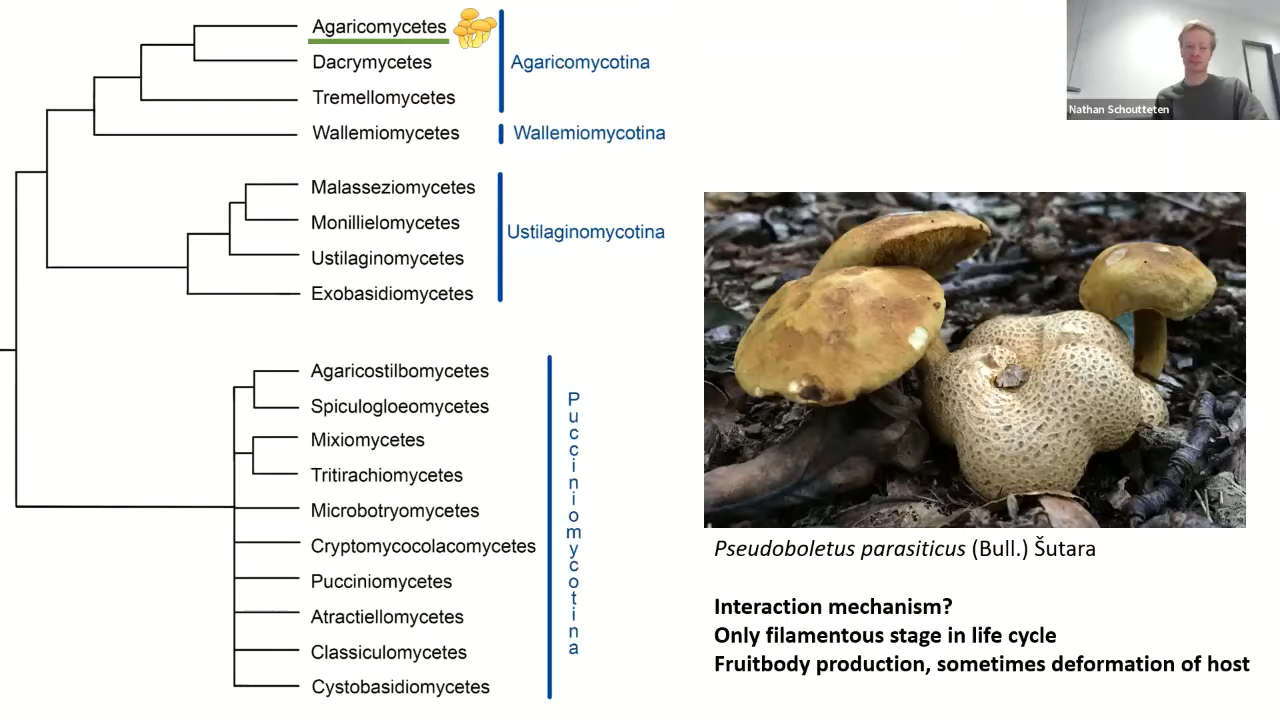 Agaricomycetes
Dacrymycetes
Agaricomycotina
Tremellomycetes
Wallemiomycetes
Wallemiomycotina
Malasseziomycetes
Monillielomycetes
Ustilaginomycotina
Ustilaginomycetes
Exobasidiomycetes
Agaricostilbomycetes
Spiculogloeomycetes
Mixiomycetes
Tritirachiomycetes
Microbotryomycetes
Cryptomycocolacomycetes
Pucciniomycetes
Atractiellomycetes
Classiculomycetes
Cystobasidiomycetes
Pucciniomycotina
Nathan Schoutteten
Pseudoboletus parasiticus (Bull.) Šutara
Interaction mechanism?
Only filamentous stage in life cycle
Fruitbody production, sometimes deformation of host